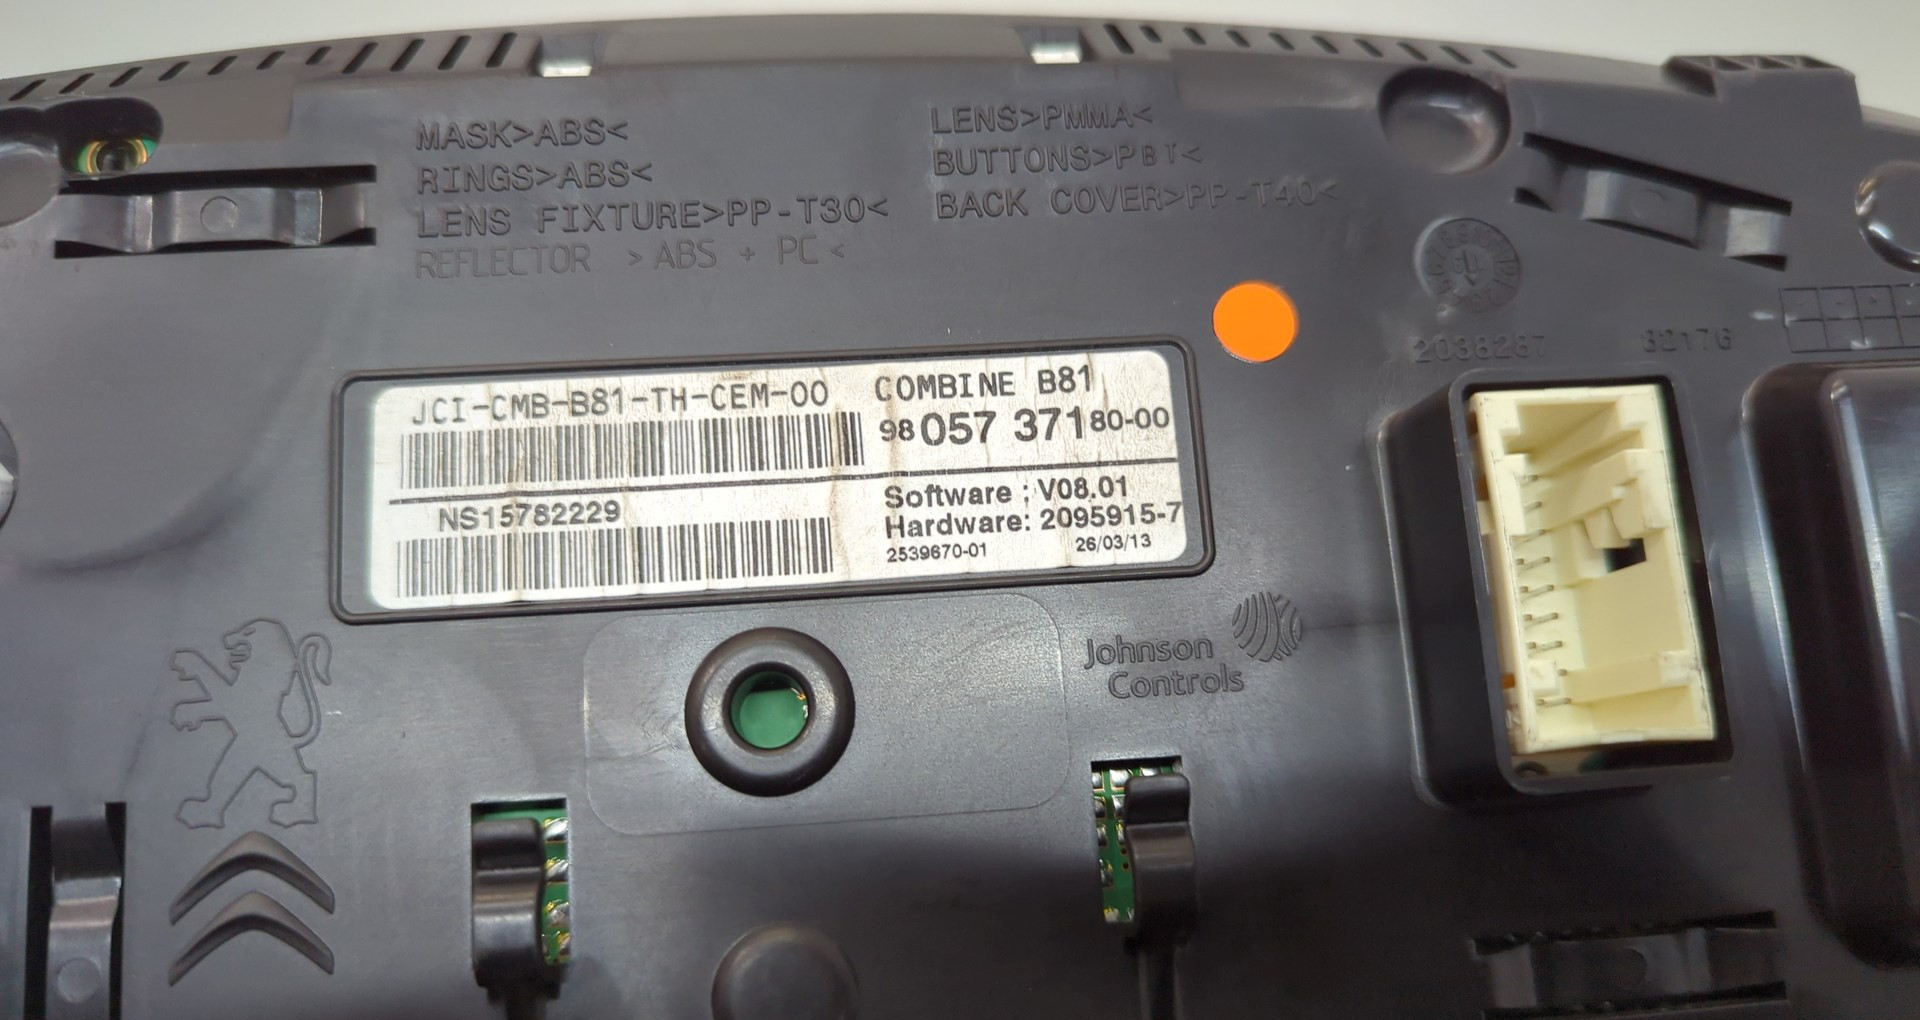 MASK>ABS<
RINGS>ABS<
LENS FIXTURE>PP-T30<
REFLECTOR >ABS + PC<
LENS>PMMA<
BUTTONS>PBT<
BACK COVER>PP-T40<
JCI-CMB-B81-TH-CEM-00
COMBINE B81
98 057 371 80-00
NS15782229
Software : V08.01
Hardware: 2095915-7
2539670-01 26/03/13
Johnson
Controls
2038287